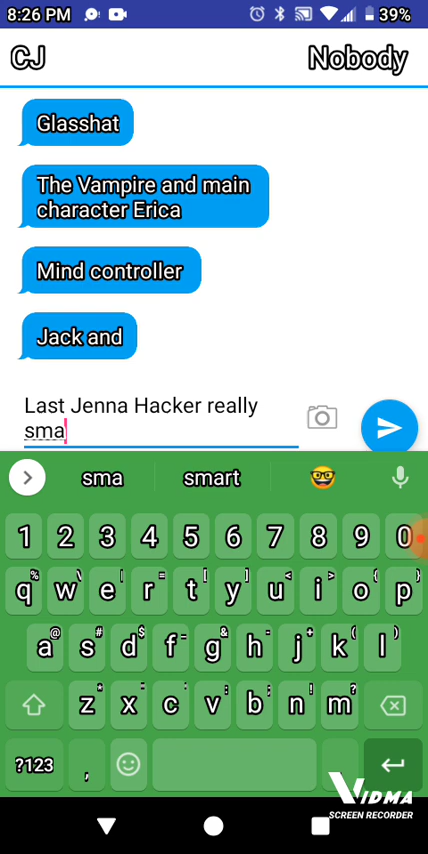 8:26 PM
39%
CJ
Nobody
Glasshat
The Vampire and main
character Erica
Mind controller
Jack and
Last Jenna Hacker really
sma
sma smart
1 2 3 4 5 6 7 8 9 0
q w e r t y u i o p
a s d f g h j k l
z x c v b n m
?123 ,
VIDMA
SCREEN RECORDER